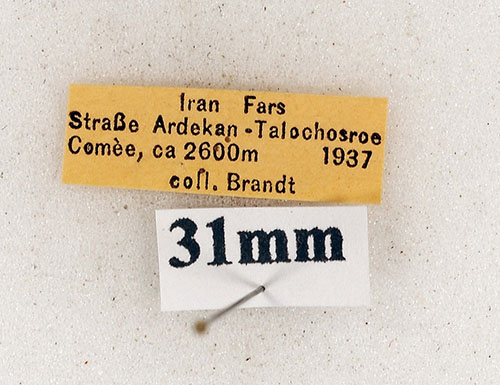 Iran Fars
Straße Ardekan-Talochosroe
Comèe, ca 2600m 1937
coll. Brandt
31mm